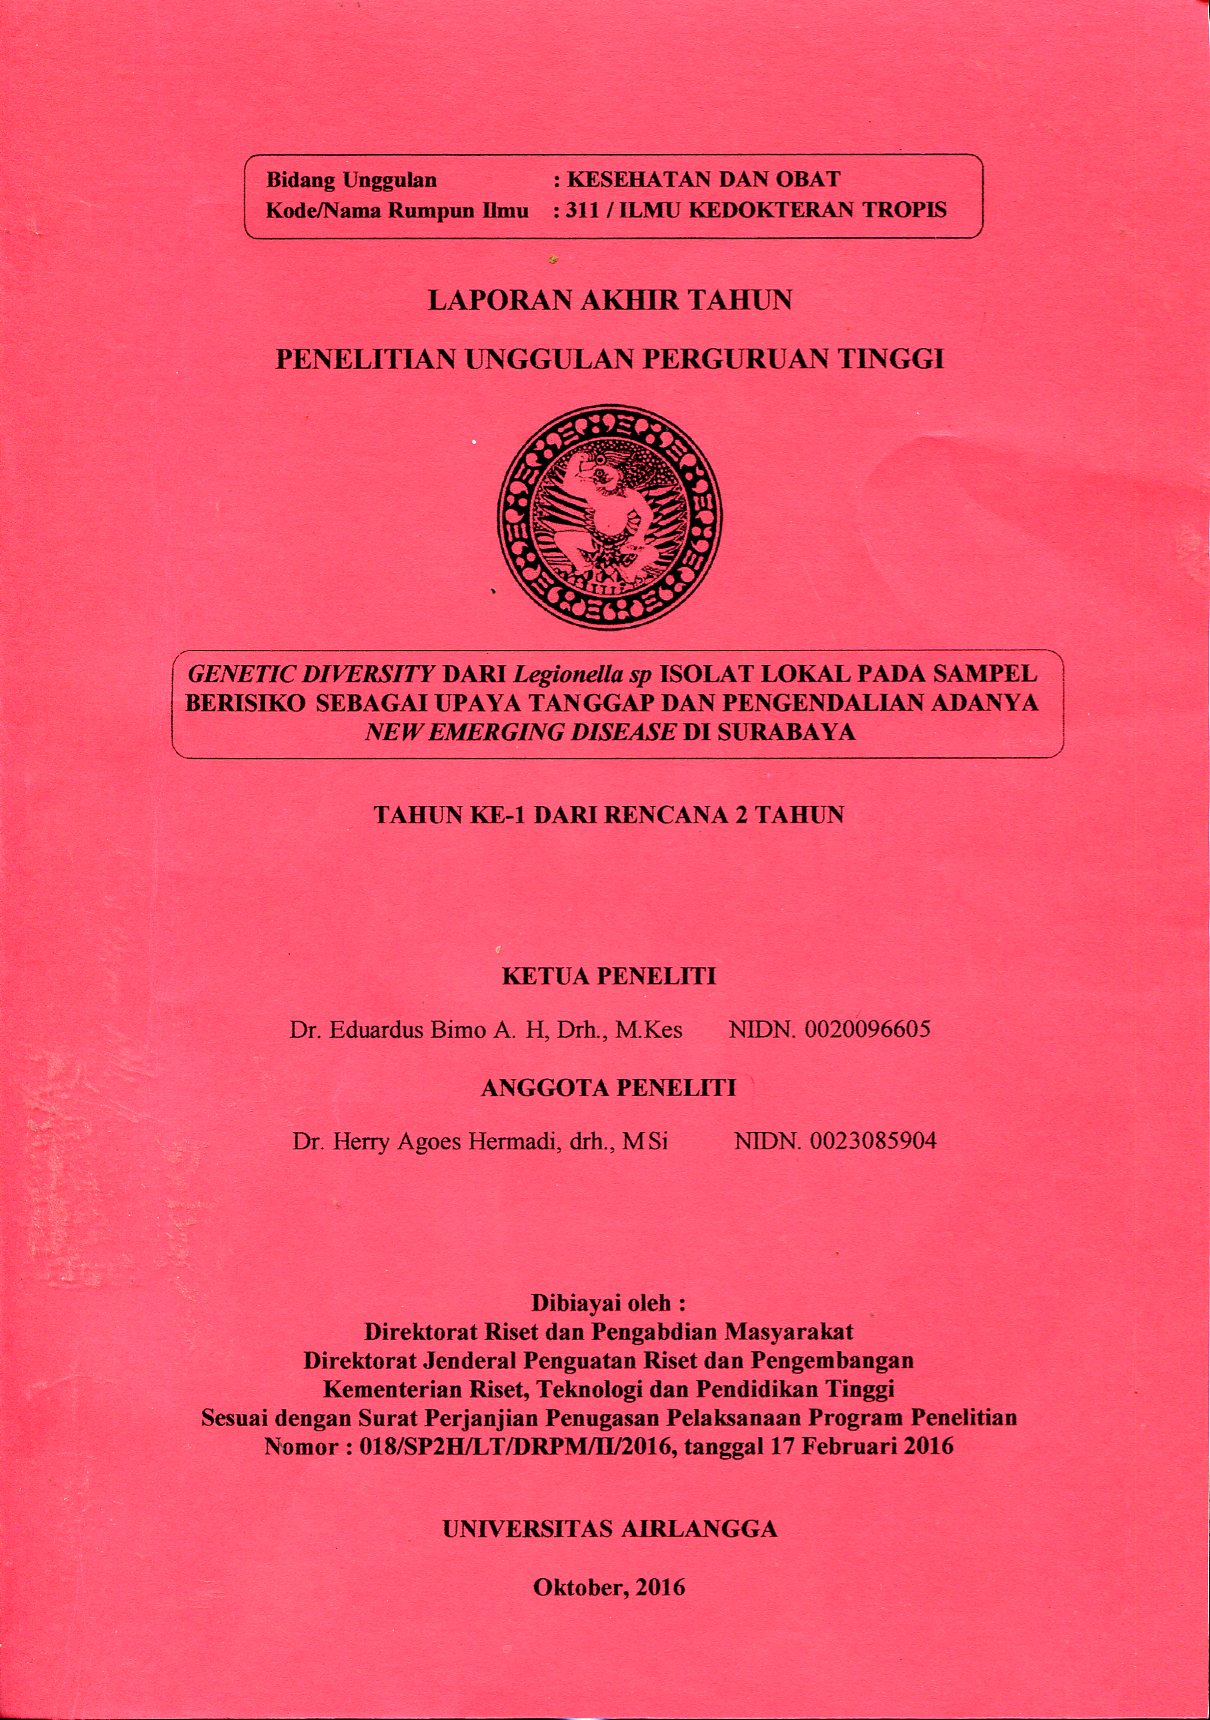 Bidang Unggulan : KESEHATAN DAN OBAT
Kode/Nama Rumpun Ilmu : 311 / ILMU KEDOKTERAN TROPIS
LAPORAN AKHIR TAHUN
PENELITIAN UNGGULAN PERGURUAN TINGGI
GENETIC DIVERSITY DARI Legionella sp ISOLAT LOKAL PADA SAMPEL
BERISIKO SEBAGAI UPAYA TANGGAP DAN PENGENDALIAN ADANYA
NEW EMERGING DISEASE DI SURABAYA
TAHUN KE-1 DARI RENCANA 2 TAHUN
KETUA PENELITI
Dr. Eduardus Bimo A. H, Drh., M.Kes NIDN. 0020096605
ANGGOTA PENELITI
Dr. Herry Agoes Hermadi, drh., MSi NIDN. 0023085904
Dibiayai oleh :
Direktorat Riset dan Pengabdian Masyarakat
Direktorat Jenderal Penguatan Riset dan Pengembangan
Kementerian Riset, Teknologi dan Pendidikan Tinggi
Sesuai dengan Surat Perjanjian Penugasan Pelaksanaan Program Penelitian
Nomor : 018/SP2H/LT/DRPM/II/2016, tanggal 17 Februari 2016
UNIVERSITAS AIRLANGGA
Oktober, 2016